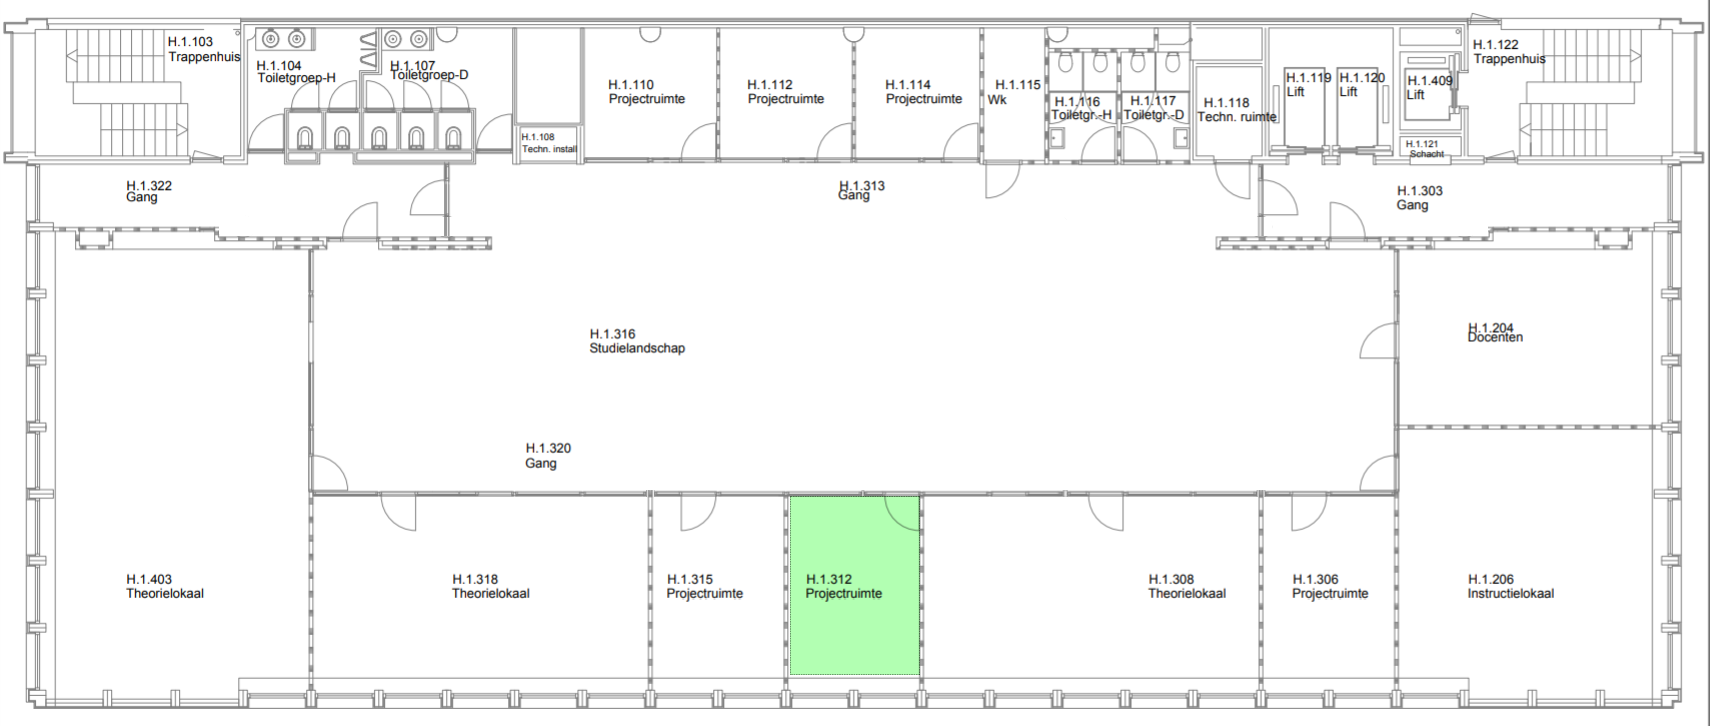 H.1.103
Trappenhuis
H.1.104
Toiletgroep-H
H.1.107
Toiletgroep-D
H.1.108
Techn. install
H.1.110
Projectruimte
H.1.112
Projectruimte
H.1.114
Projectruimte
H.1.115
Wk
H.1.116
Toiletgr.-H
H.1.117
Toiletgr.-D
H.1.118
Techn. ruimte
H.1.119
Lift
H.1.120
Lift
H.1.409
Lift
H.1.121
Schacht
H.1.122
Trappenhuis
H.1.322
Gang
H.1.313
Gang
H.1.303
Gang
H.1.316
Studielandschap
H.1.204
Docenten
H.1.320
Gang
H.1.403
Theorielokaal
H.1.318
Theorielokaal
H.1.315
Projectruimte
H.1.312
Projectruimte
H.1.308
Theorielokaal
H.1.306
Projectruimte
H.1.206
Instructielokaal